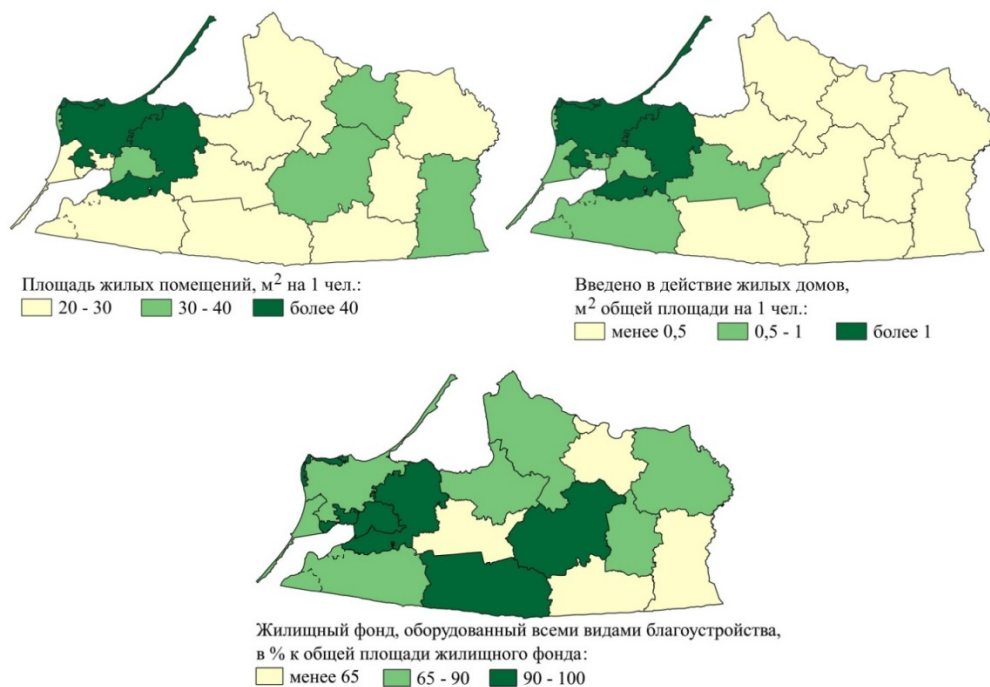 Площадь жилых помещений, м² на 1 чел.:
20 - 30 30 - 40 более 40
Введено в действие жилых домов,
м² общей площади на 1 чел.:
менее 0,5 0,5 - 1 более 1
Жилищный фонд, оборудованный всеми видами благоустройства,
в % к общей площади жилищного фонда:
менее 65 65 - 90 90 - 100